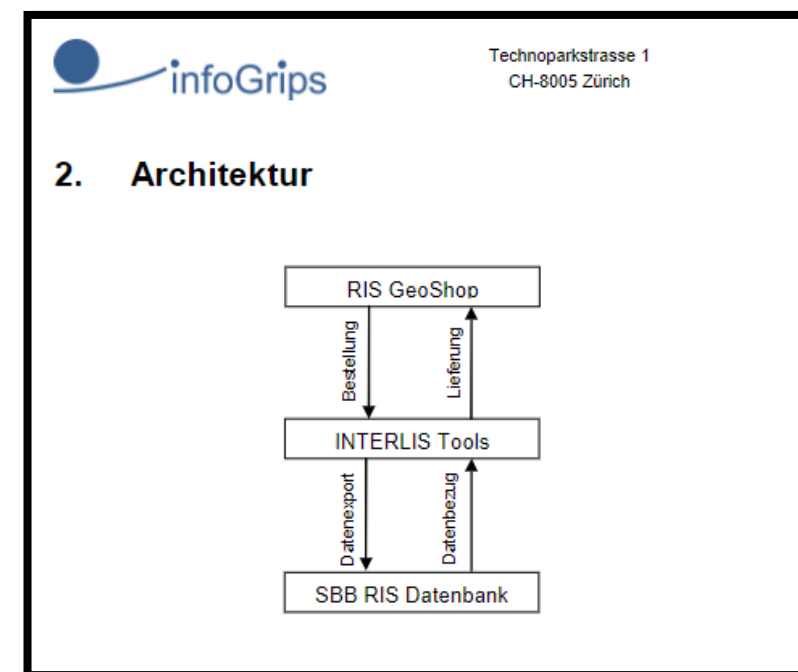 infoGrips
Technoparkstrasse 1
CH-8005 Zürich
2. Architektur
RIS GeoShop
Bestellung
Lieferung
INTERLIS Tools
Datenexport
Datenbezug
SBB RIS Datenbank